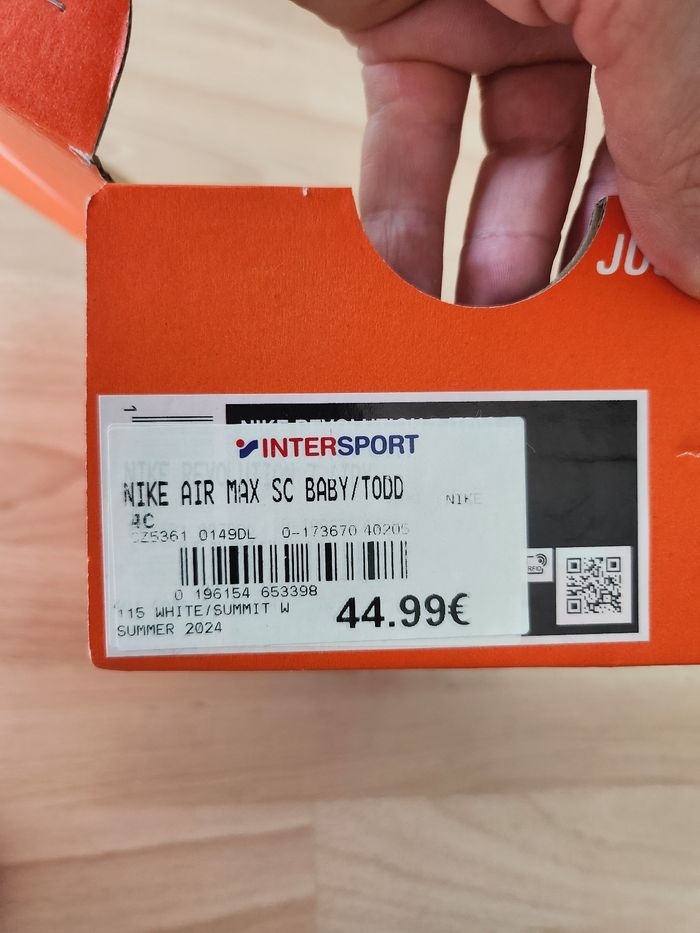 JU
INTERSPORT
NIKE AIR MAX SC BABY/TODD
NIKE
4C
CZ5361 0149DL 0-173670 40205
0 196154 653398
115 WHITE/SUMMIT W
44.99€
SUMMER 2024